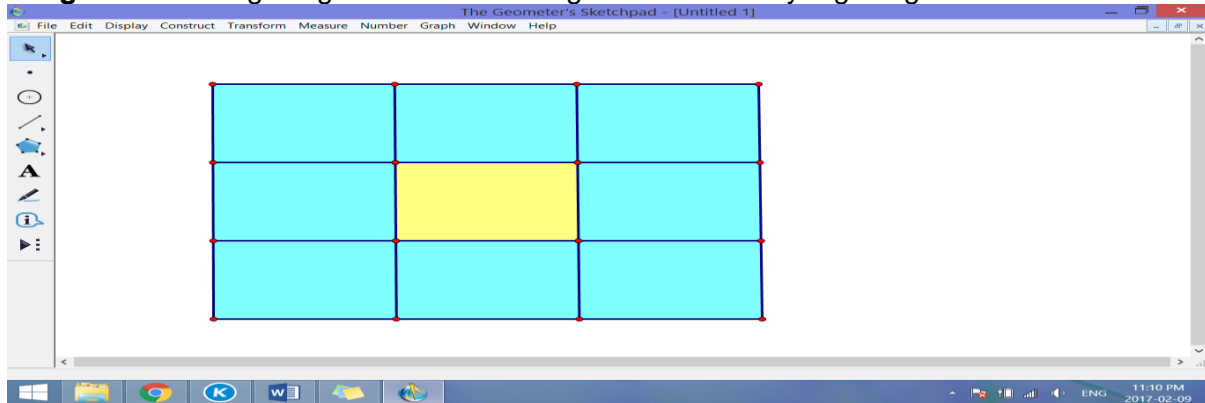 The Geometer's Sketchpad - [Untitled 1]
File Edit Display Construct Transform Measure Number Graph Window Help
A
i
K
W
ENG
11:10 PM
2017-02-09